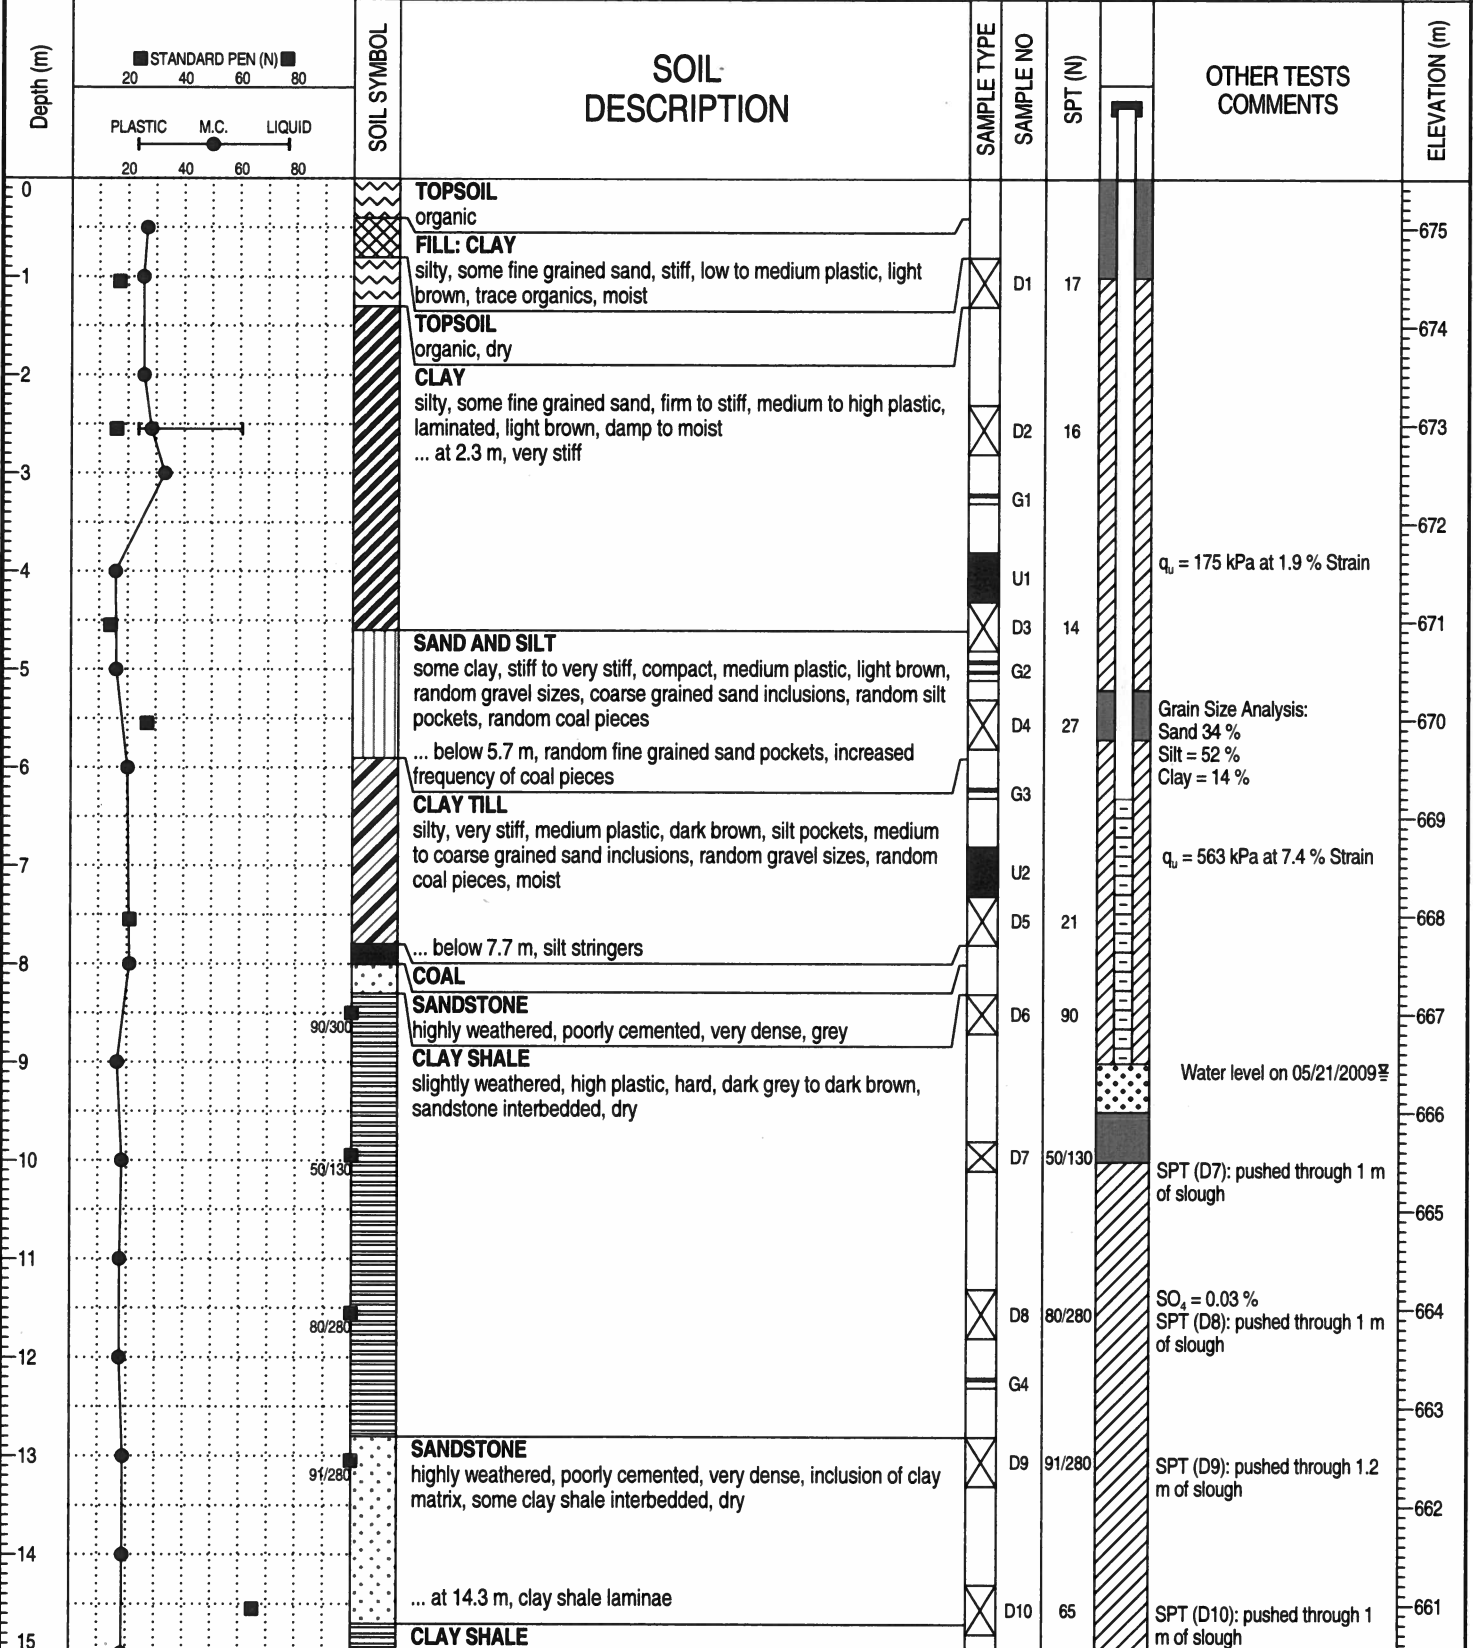 Depth (m)
STANDARD PEN (N)
20 40 60 80
PLASTIC M.C. LIQUID
20 40 60 80
SOIL SYMBOL
SOIL
DESCRIPTION
SAMPLE TYPE
SAMPLE NO
SPT (N)
OTHER TESTS
COMMENTS
ELEVATION (m)
0
1
2
3
4
5
6
7
8
9
10
11
12
13
14
15
90/300
50/130
80/280
91/280
TOPSOIL
organic
FILL: CLAY
silty, some fine grained sand, stiff, low to medium plastic, light
brown, trace organics, moist
TOPSOIL
organic, dry
CLAY
silty, some fine grained sand, firm to stiff, medium to high plastic,
laminated, light brown, damp to moist
... at 2.3 m, very stiff
SAND AND SILT
some clay, stiff to very stiff, compact, medium plastic, light brown,
random gravel sizes, coarse grained sand inclusions, random silt
pockets, random coal pieces
... below 5.7 m, random fine grained sand pockets, increased
frequency of coal pieces
CLAY TILL
silty, very stiff, medium plastic, dark brown, silt pockets, medium
to coarse grained sand inclusions, random gravel sizes, random
coal pieces, moist
... below 7.7 m, silt stringers
COAL
SANDSTONE
highly weathered, poorly cemented, very dense, grey
CLAY SHALE
slightly weathered, high plastic, hard, dark grey to dark brown,
sandstone interbedded, dry
SANDSTONE
highly weathered, poorly cemented, very dense, inclusion of clay
matrix, some clay shale interbedded, dry
... at 14.3 m, clay shale laminae
CLAY SHALE
D1 17
D2 16
G1
U1
D3 14
G2
D4 27
G3
U2
D5 21
D6 90
D7 50/130
D8 80/280
G4
D9 91/280
D10 65
qu = 175 kPa at 1.9 % Strain
Grain Size Analysis:
Sand 34 %
Silt = 52 %
Clay = 14 %
qu = 563 kPa at 7.4 % Strain
Water level on 05/21/2009
SPT (D7): pushed through 1 m
of slough
SO4 = 0.03 %
SPT (D8): pushed through 1 m
of slough
SPT (D9): pushed through 1.2
m of slough
SPT (D10): pushed through 1
m of slough
675
674
673
672
671
670
669
668
667
666
665
664
663
662
661